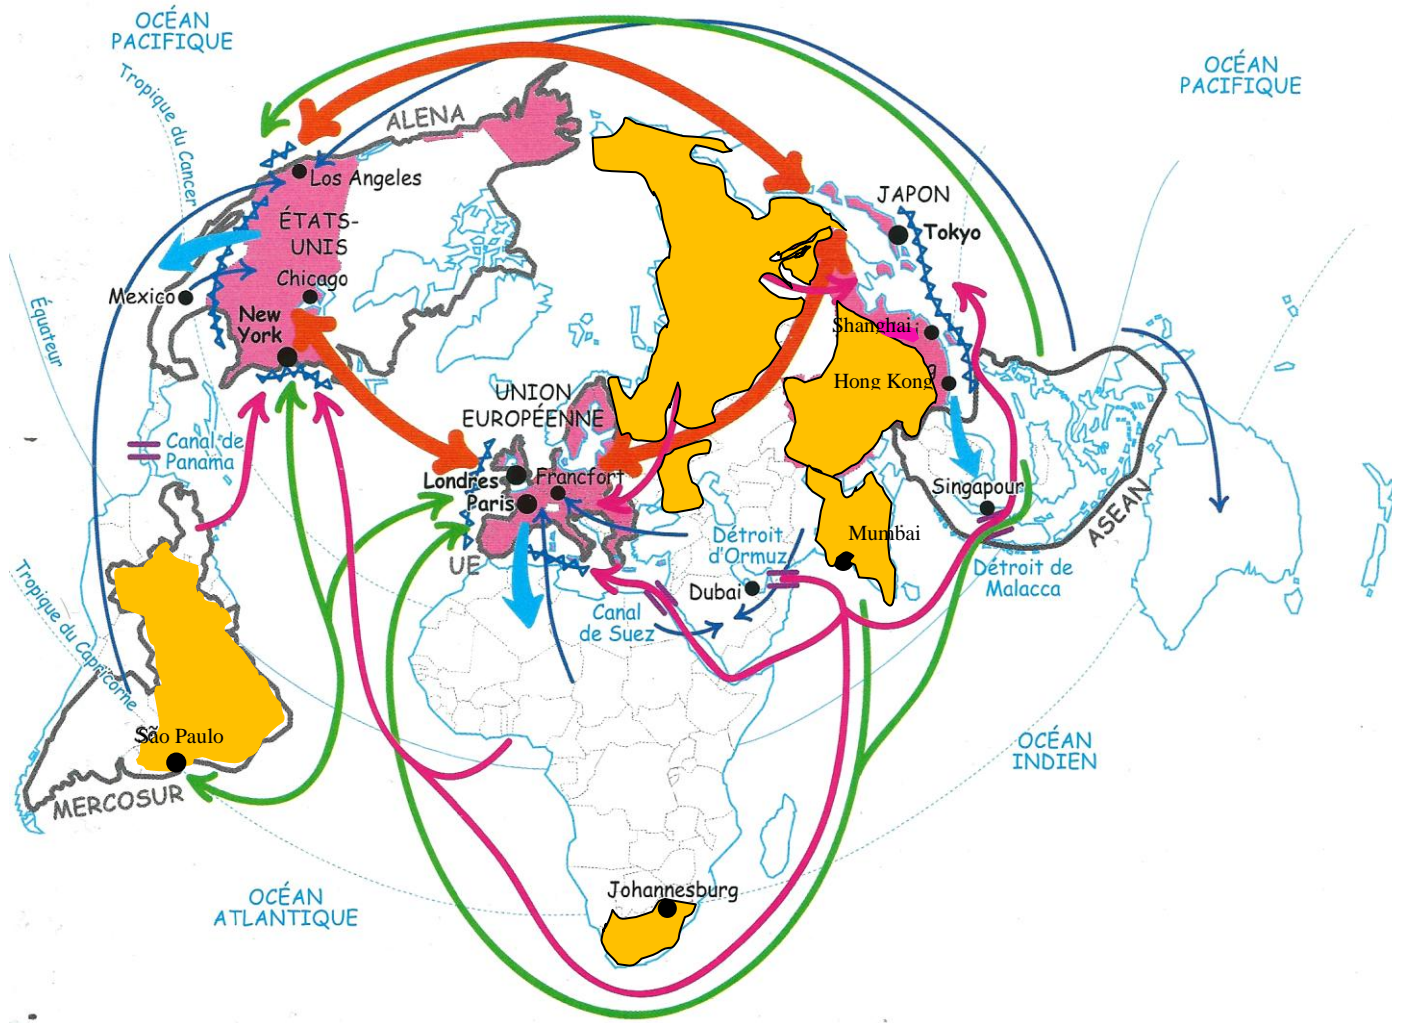 OCÉAN
PACIFIQUE
OCÉAN
PACIFIQUE
Tropique du Cancer
ALENA
Los Angeles
JAPON
Tokyo
ÉTATS-
UNIS
Chicago
Mexico
New
York
Équateur
Shanghai
Hong Kong
UNION
EUROPÉENNE
Canal de
Panama
Londres
Francfort
Paris
Singapour
ASEAN
Mumbai
Détroit
d'Ormuz
UE
Détroit de
Malacca
Dubai
Canal
de Suez
Tropique du Capricorne
São Paulo
OCÉAN
INDIEN
MERCOSUR
Johannesburg
OCÉAN
ATLANTIQUE